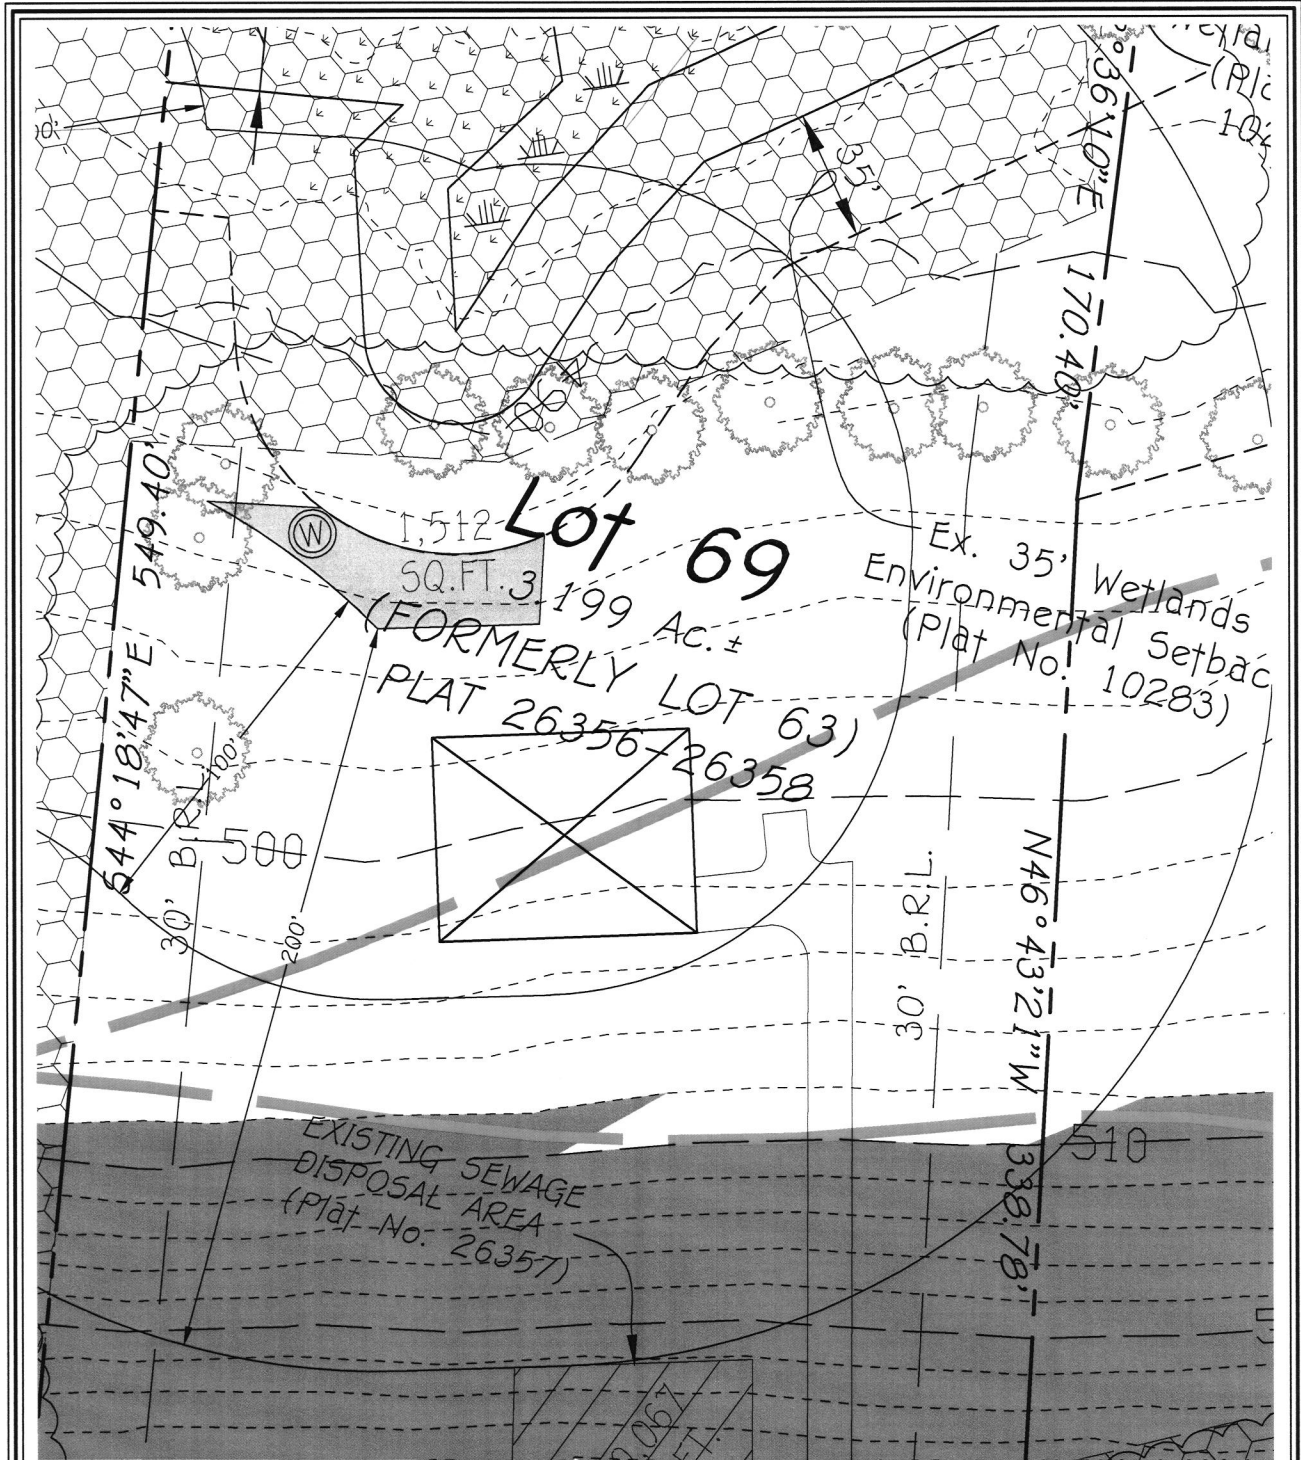 36'10"E
35'
170.40'
549.40'
W
1,512
SQ.FT.
Lot 69
3.199 Ac.±
(FORMERLY LOT 63)
PLAT 26356-26358
Ex. 35' Wetlands
Environmental Setbac
(Plat No. 10283)
S44°18'47"E
100'
30' B.R.L.
500
200'
30' B.R.L.
N46°43'21"W
338.78'
510
EXISTING SEWAGE
DISPOSAL AREA
(Plat No. 26357)